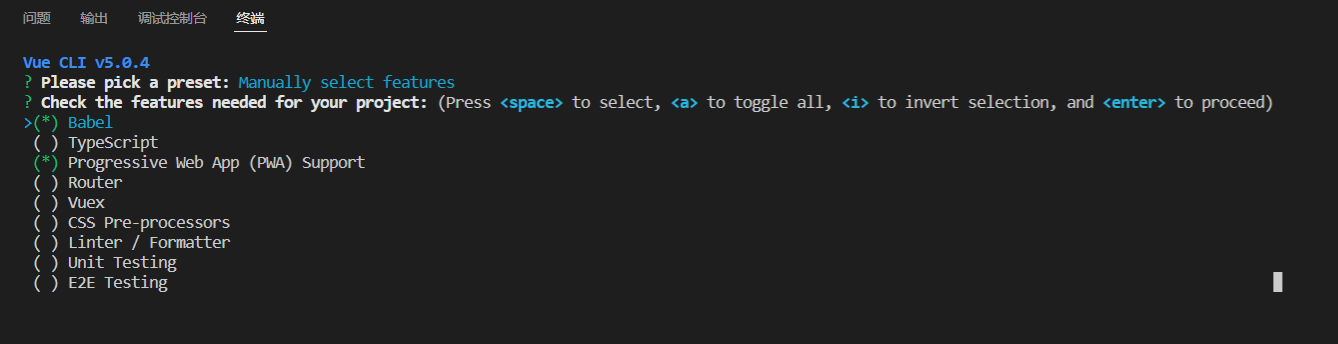 问题 输出 调试控制台 终端
Vue CLI v5.0.4
? Please pick a preset: Manually select features
? Check the features needed for your project: (Press <space> to select, <a> to toggle all, <i> to invert selection, and <enter> to proceed)
>(*) Babel
( ) TypeScript
(*) Progressive Web App (PWA) Support
( ) Router
( ) Vuex
( ) CSS Pre-processors
( ) Linter / Formatter
( ) Unit Testing
( ) E2E Testing